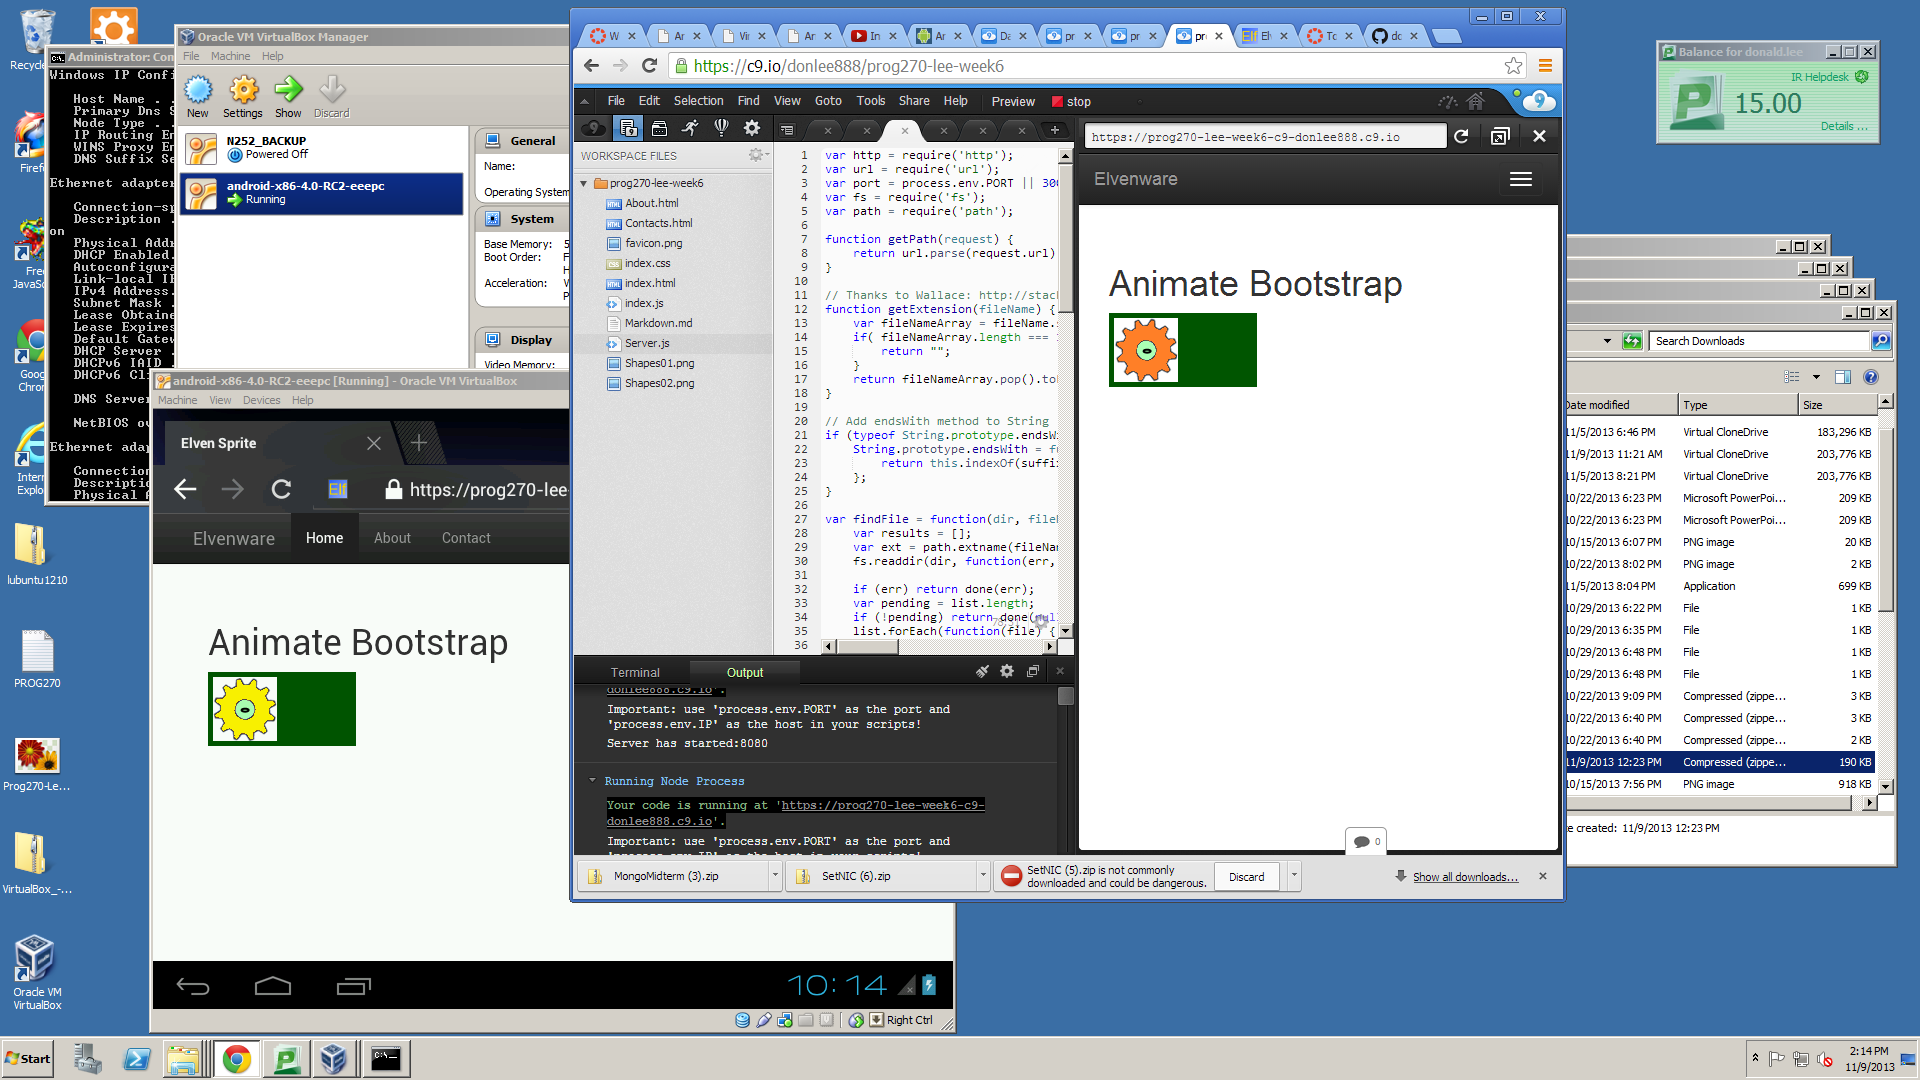 Recycle
Administrator: Con
Windows IP Confi
Host Name . .
Primary Dns S
Node Type . .
IP Routing En
WINS Proxy En
DNS Suffix Se
Ethernet adapter
Connection-sp
Description .
on
Physical Addr
DHCP Enabled.
Autoconfigura
Link-local IP
IPv4 Address.
Subnet Mask .
Lease Obtaine
Lease Expires
Default Gatew
DHCP Server .
DHCPv6 IAID .
DHCPv6 Cli
DNS Server
NetBIOS ov
Ethernet adap
Connection
Descriptio
Physical A
Firef
Free
JavaSc
Goog
Chron
Intern
Explo
lubuntu1210
PROG270
Prog270-Le...
VirtualBox_-...
Oracle VM
VirtualBox
Oracle VM VirtualBox Manager
File Machine Help
New Settings Show Discard
N252_BACKUP
Powered Off
android-x86-4.0-RC2-eeepc
Running
General
Name:
Operating System
System
Base Memory: 5
Boot Order: F
H
Acceleration: V
P
Display
Video Memory:
android-x86-4.0-RC2-eeepc [Running] - Oracle VM VirtualBox
Machine View Devices Help
Elven Sprite
Elf https://prog270-lee-
Elvenware Home About Contact
Animate Bootstrap
10:14
Right Ctrl
https://c9.io/donlee888/prog270-lee-week6
File Edit Selection Find View Goto Tools Share Help Preview stop
WORKSPACE FILES
prog270-lee-week6
About.html
Contacts.html
favicon.png
index.css
index.html
index.js
Markdown.md
Server.js
Shapes01.png
Shapes02.png
1 var http = require('http');
2 var url = require('url');
3 var port = process.env.PORT || 300
4 var fs = require('fs');
5 var path = require('path');
6
7 function getPath(request) {
8 return url.parse(request.url)
9 }
10
11 // Thanks to Wallace: http://stac
12 function getExtension(fileName) {
13 var fileNameArray = fileName.
14 if( fileNameArray.length ===
15 return "";
16 }
17 return fileNameArray.pop().to
18 }
19
20 // Add endsWith method to String
21 if (typeof String.prototype.endsWi
22 String.prototype.endsWith = f
23 return this.indexOf(suffi
24 };
25 }
26
27 var findFile = function(dir, fileN
28 var results = [];
29 var ext = path.extname(fileNam
30 fs.readdir(dir, function(err,
31
32 if (err) return done(err);
33 var pending = list.length;
34 if (!pending) return done(nul
35 list.forEach(function(file) {
36
Terminal Output
donlee888.c9.io'.
Important: use 'process.env.PORT' as the port and
'process.env.IP' as the host in your scripts!
Server has started:8080
Running Node Process
Your code is running at 'https://prog270-lee-week6-c9-
donlee888.c9.io'.
Important: use 'process.env.PORT' as the port and
'process.env.IP' as the host in your scripts!
https://prog270-lee-week6-c9-donlee888.c9.io
Elvenware
Animate Bootstrap
0
MongoMidterm (3).zip
SetNIC (6).zip
SetNIC (5).zip is not commonly
downloaded and could be dangerous.
Discard
Show all downloads...
Balance for donald.lee
IR Helpdesk
15.00
Details ...
Search Downloads
Date modified Type Size
11/5/2013 6:46 PM Virtual CloneDrive 183,296 KB
11/9/2013 11:21 AM Virtual CloneDrive 203,776 KB
11/5/2013 8:21 PM Virtual CloneDrive 203,776 KB
10/22/2013 6:23 PM Microsoft PowerPoi... 209 KB
10/22/2013 6:23 PM Microsoft PowerPoi... 209 KB
10/15/2013 6:07 PM PNG image 20 KB
10/22/2013 8:02 PM PNG image 2 KB
11/5/2013 8:04 PM Application 699 KB
10/29/2013 6:22 PM File 1 KB
10/29/2013 6:35 PM File 1 KB
10/29/2013 6:48 PM File 1 KB
10/29/2013 6:48 PM File 1 KB
10/22/2013 9:09 PM Compressed (zippe... 3 KB
10/22/2013 6:40 PM Compressed (zippe... 3 KB
10/22/2013 6:40 PM Compressed (zippe... 2 KB
11/9/2013 12:23 PM Compressed (zippe... 190 KB
10/15/2013 7:56 PM PNG image 918 KB
te created: 11/9/2013 12:23 PM
Start
2:14 PM
11/9/2013